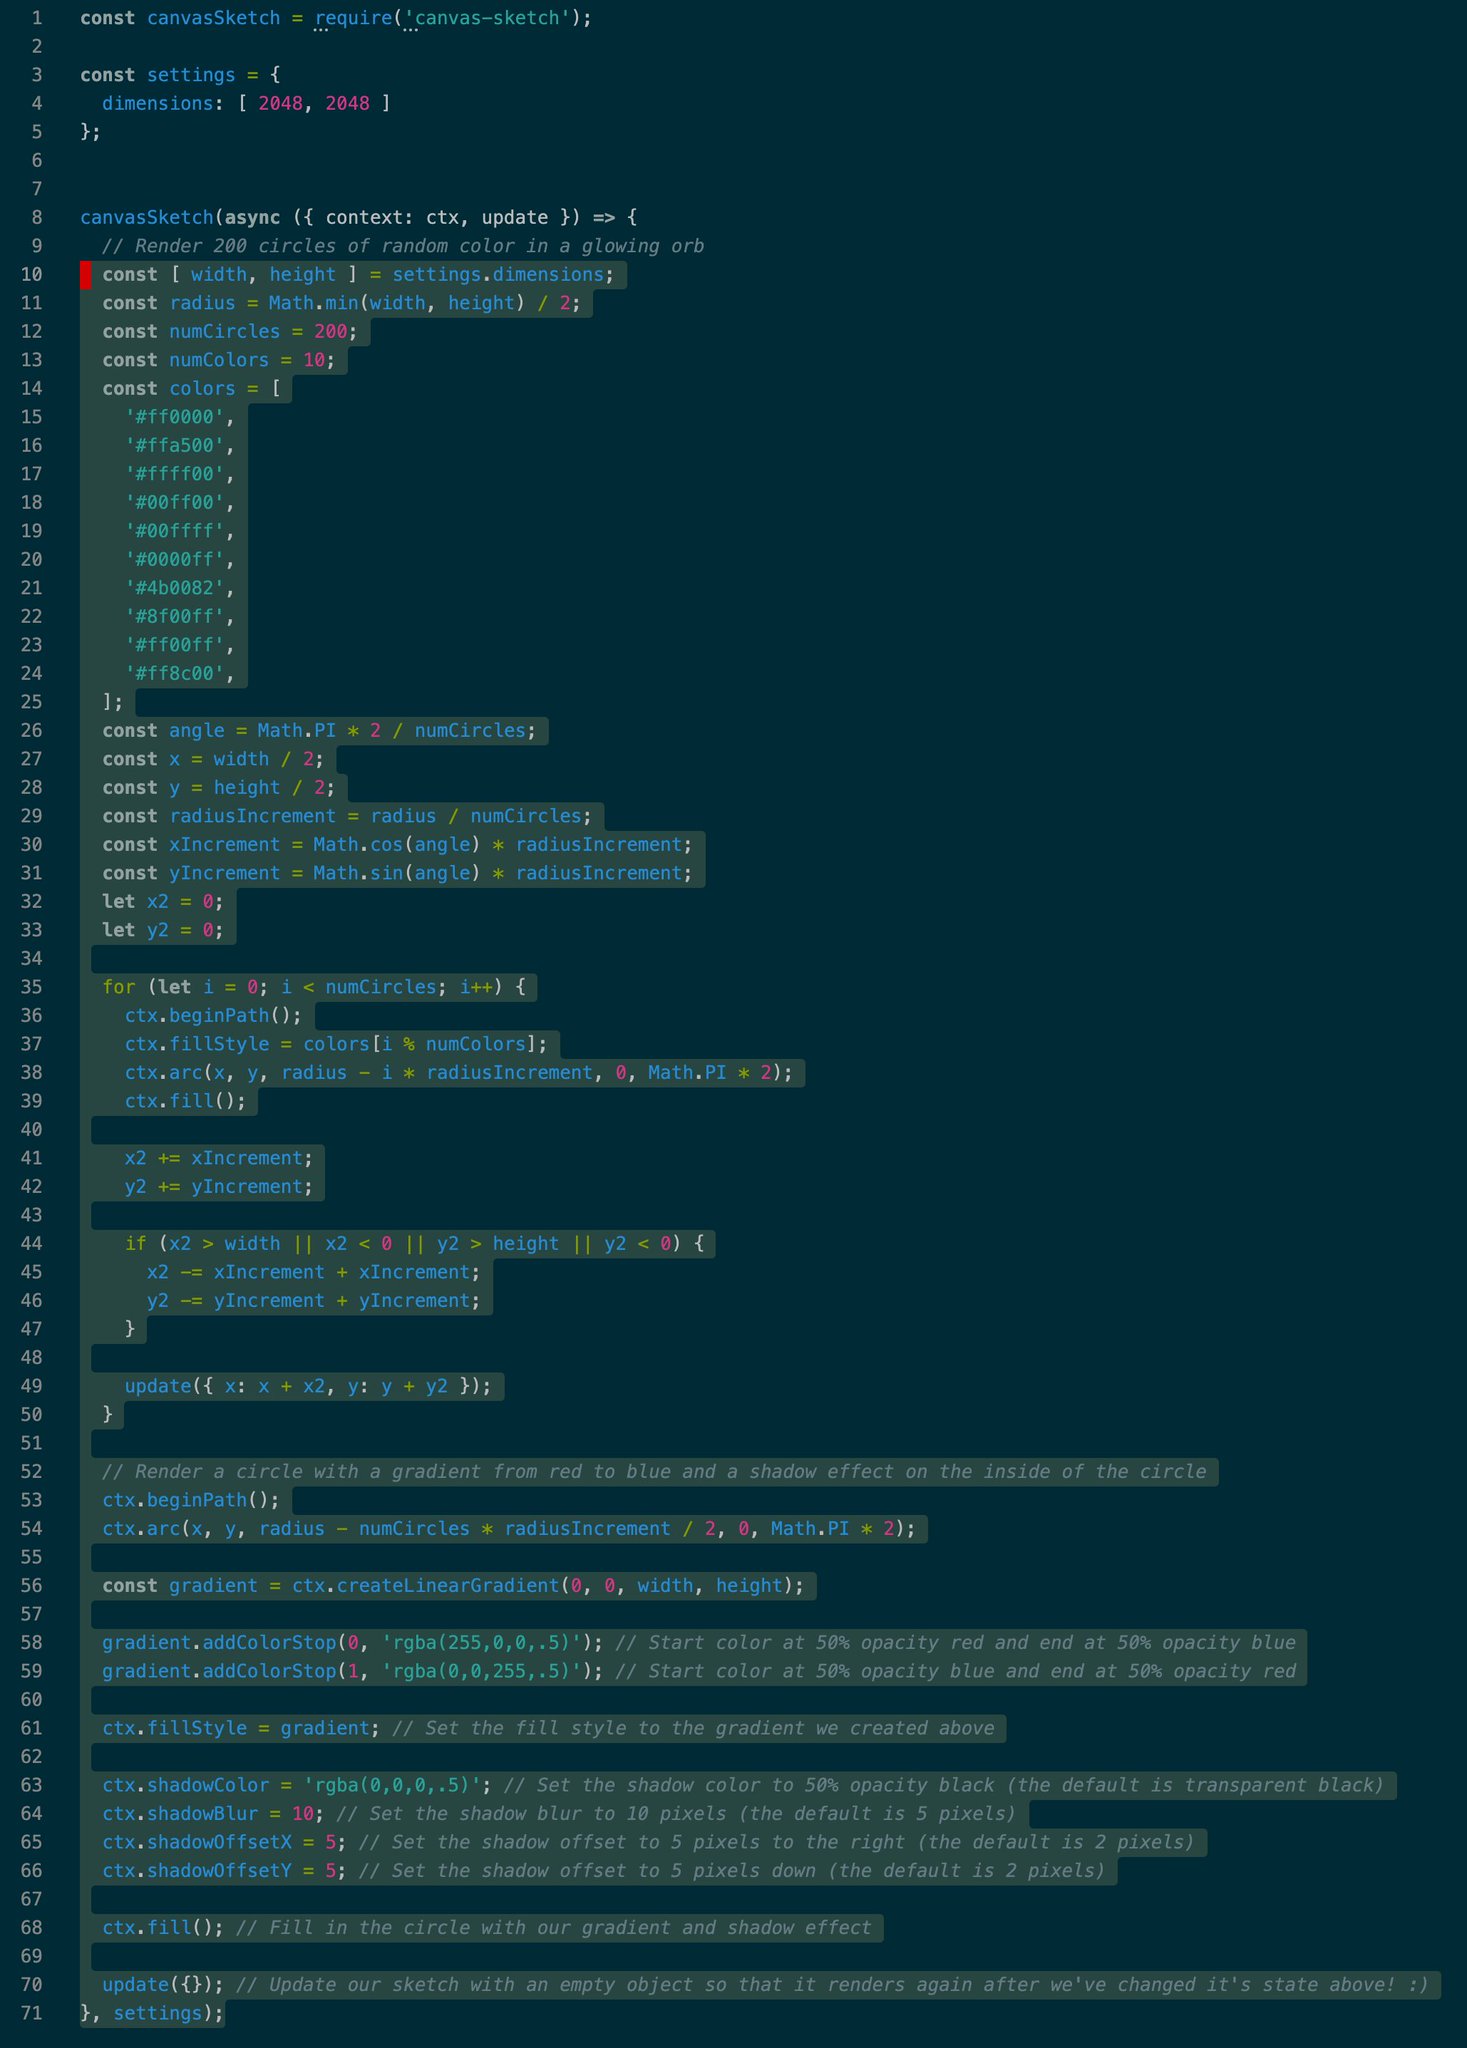 1 const canvasSketch = require('canvas-sketch');
2
3 const settings = {
4 dimensions: [ 2048, 2048 ]
5 };
6
7
8 canvasSketch(async ({ context: ctx, update }) => {
9 // Render 200 circles of random color in a glowing orb
10 const [ width, height ] = settings.dimensions;
11 const radius = Math.min(width, height) / 2;
12 const numCircles = 200;
13 const numColors = 10;
14 const colors = [
15 '#ff0000',
16 '#ffa500',
17 '#ffff00',
18 '#00ff00',
19 '#00ffff',
20 '#0000ff',
21 '#4b0082',
22 '#8f00ff',
23 '#ff00ff',
24 '#ff8c00',
25 ];
26 const angle = Math.PI * 2 / numCircles;
27 const x = width / 2;
28 const y = height / 2;
29 const radiusIncrement = radius / numCircles;
30 const xIncrement = Math.cos(angle) * radiusIncrement;
31 const yIncrement = Math.sin(angle) * radiusIncrement;
32 let x2 = 0;
33 let y2 = 0;
34
35 for (let i = 0; i < numCircles; i++) {
36 ctx.beginPath();
37 ctx.fillStyle = colors[i % numColors];
38 ctx.arc(x, y, radius - i * radiusIncrement, 0, Math.PI * 2);
39 ctx.fill();
40
41 x2 += xIncrement;
42 y2 += yIncrement;
43
44 if (x2 > width || x2 < 0 || y2 > height || y2 < 0) {
45 x2 -= xIncrement + xIncrement;
46 y2 -= yIncrement + yIncrement;
47 }
48
49 update({ x: x + x2, y: y + y2 });
50 }
51
52 // Render a circle with a gradient from red to blue and a shadow effect on the inside of the circle
53 ctx.beginPath();
54 ctx.arc(x, y, radius - numCircles * radiusIncrement / 2, 0, Math.PI * 2);
55
56 const gradient = ctx.createLinearGradient(0, 0, width, height);
57
58 gradient.addColorStop(0, 'rgba(255,0,0,.5)'); // Start color at 50% opacity red and end at 50% opacity blue
59 gradient.addColorStop(1, 'rgba(0,0,255,.5)'); // Start color at 50% opacity blue and end at 50% opacity red
60
61 ctx.fillStyle = gradient; // Set the fill style to the gradient we created above
62
63 ctx.shadowColor = 'rgba(0,0,0,.5)'; // Set the shadow color to 50% opacity black (the default is transparent black)
64 ctx.shadowBlur = 10; // Set the shadow blur to 10 pixels (the default is 5 pixels)
65 ctx.shadowOffsetX = 5; // Set the shadow offset to 5 pixels to the right (the default is 2 pixels)
66 ctx.shadowOffsetY = 5; // Set the shadow offset to 5 pixels down (the default is 2 pixels)
67
68 ctx.fill(); // Fill in the circle with our gradient and shadow effect
69
70 update({}); // Update our sketch with an empty object so that it renders again after we've changed it's state above! :)
71 }, settings);